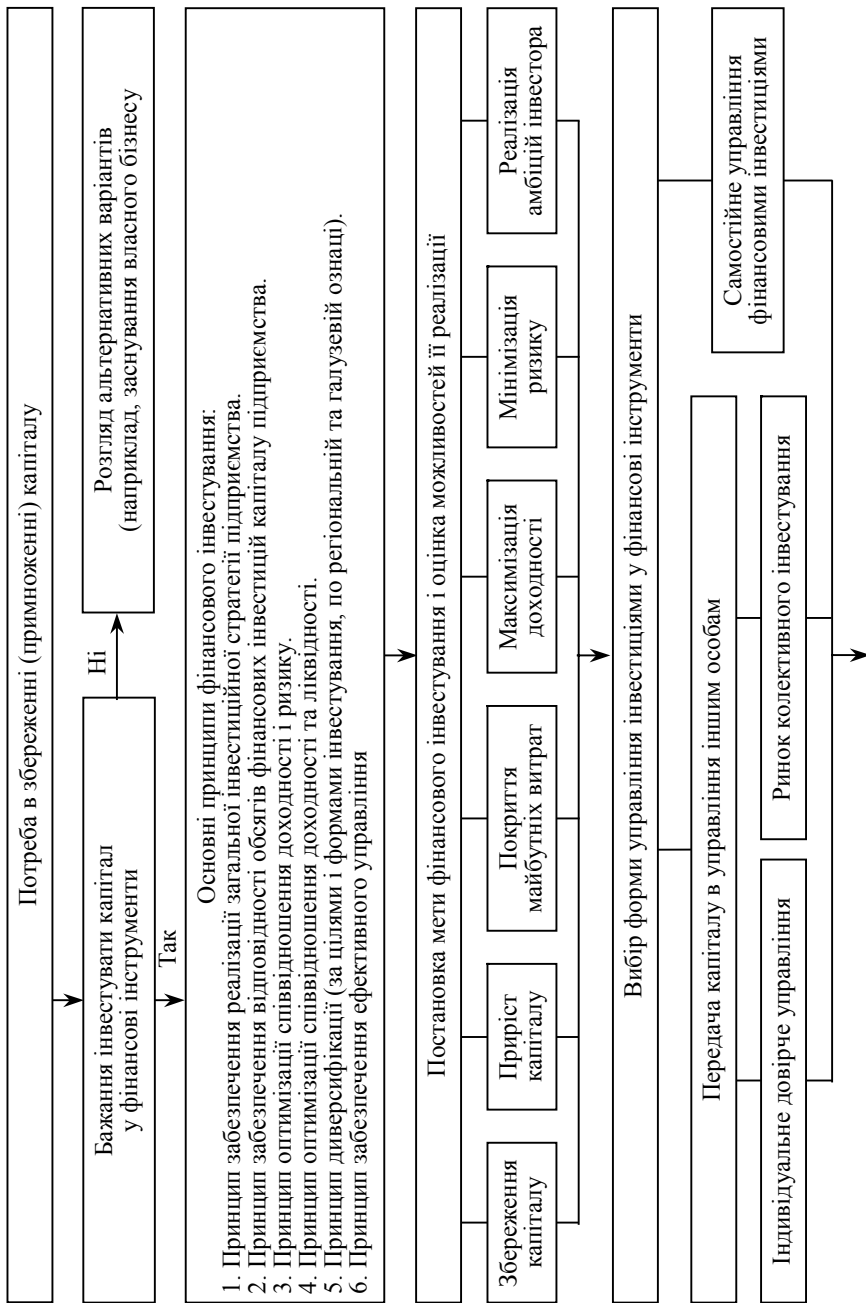 Потреба в збереженні (примноженні) капіталу
Бажання інвестувати капітал
у фінансові інструменти
Ні
Розгляд альтернативних варіантів
(наприклад, заснування власного бізнесу
Так
Основні принципи фінансового інвестування:
1. Принцип забезпечення реалізації загальної інвестиційної стратегії підприємства.
2. Принцип забезпечення відповідності обсягів фінансових інвестицій капіталу підприємства.
3. Принцип оптимізації співвідношення доходності і ризику.
4. Принцип оптимізації співвідношення доходності та ліквідності.
5. Принцип диверсифікації (за цілями і формами інвестування, по регіональній та галузевій ознаці).
6. Принцип забезпечення ефективного управління
Постановка мети фінансового інвестування і оцінка можливостей її реалізації
Збереження
капіталу
Приріст
капіталу
Покриття
майбутніх витрат
Максимізація
доходності
Мінімізація
ризику
Реалізація
амбіцій інвестора
Вибір форми управління інвестиціями у фінансові інструменти
Передача капіталу в управління іншим особам
Самостійне управління
фінансовими інвестиціями
Індивідуальне довірче управління
Ринок колективного інвестування